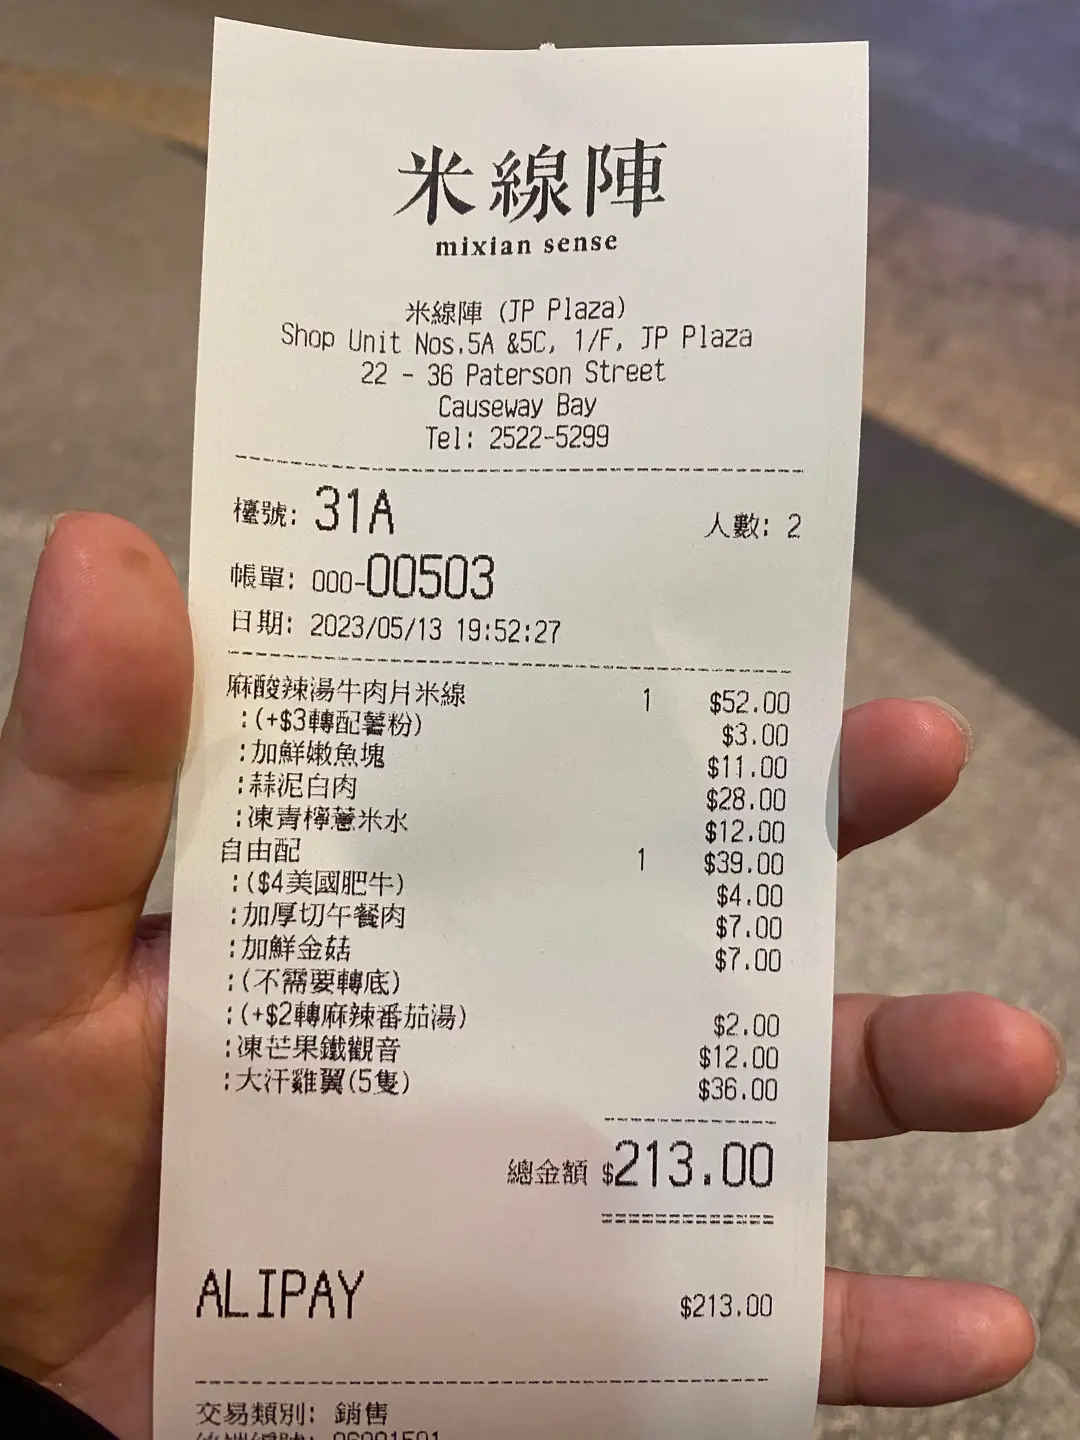 米線陣
mixian sense
米線陣 (JP Plaza)
Shop Unit Nos.5A &5C, 1/F, JP Plaza
22 - 36 Paterson Street
Causeway Bay
Tel: 2522-5299
檯號: 31A 人數: 2
帳單: 000-00503
日期: 2023/05/13 19:52:27
麻酸辣湯牛肉片米線 1 $52.00
:(+$3轉配薯粉) $3.00
:加鮮嫩魚塊 $11.00
:蒜泥白肉 $28.00
:凍青檸薏米水 $12.00
自由配 1 $39.00
:($4美國肥牛) $4.00
:加厚切午餐肉 $7.00
:加鮮金菇 $7.00
:(不需要轉底)
:(+$2轉麻辣番茄湯) $2.00
:凍芒果鐵觀音 $12.00
:大汗雞翼(5隻) $36.00
總金額 $213.00
ALIPAY $213.00
交易類別: 銷售